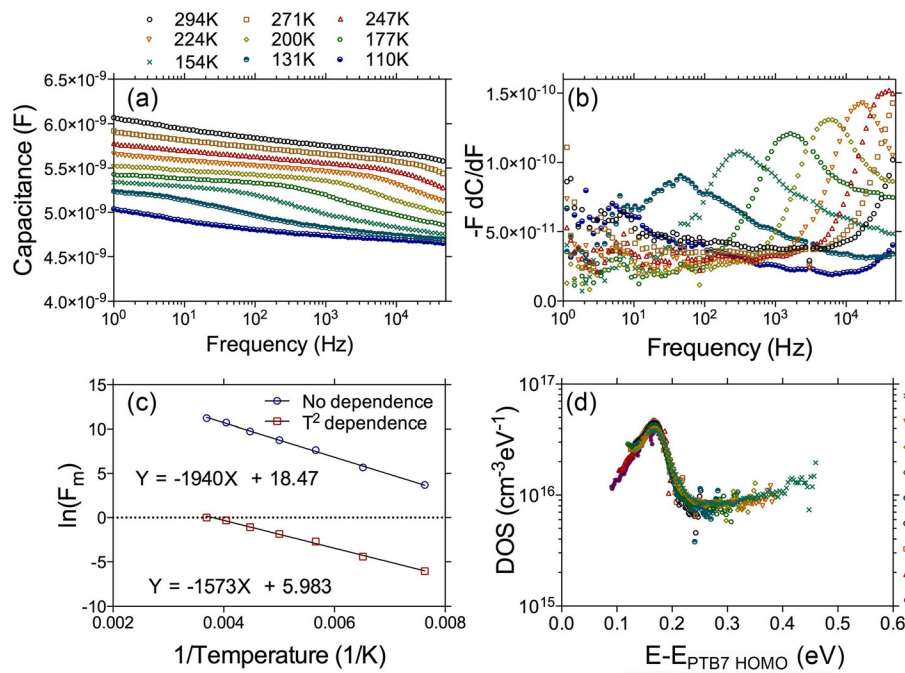 294K 271K 247K
224K 200K 177K
154K 131K 110K
6.5×10⁻⁹
6.0×10⁻⁹
5.5×10⁻⁹
5.0×10⁻⁹
4.5×10⁻⁹
4.0×10⁻⁹
Capacitance (F)
(a)
10⁰ 10¹ 10² 10³ 10⁴
Frequency (Hz)
1.5×10⁻¹⁰
1.0×10⁻¹⁰
5.0×10⁻¹¹
0.0
-F dC/dF
(b)
10⁰ 10¹ 10² 10³ 10⁴
Frequency (Hz)
15
10
5
0
-5
-10
ln(Fₘ)
(c)
No dependence
T² dependence
Y = -1940X + 18.47
Y = -1573X + 5.983
0.002 0.004 0.006 0.008
1/Temperature (1/K)
10¹⁷
10¹⁶
10¹⁵
DOS (cm⁻³eV⁻¹)
(d)
0.0 0.1 0.2 0.3 0.4 0.5 0.6
E-E_PTB7 HOMO (eV)